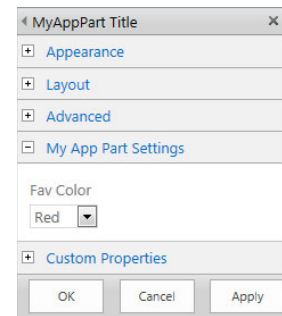 MyAppPart Title
Appearance
Layout
Advanced
My App Part Settings
Fav Color
Red
Custom Properties
OK Cancel Apply